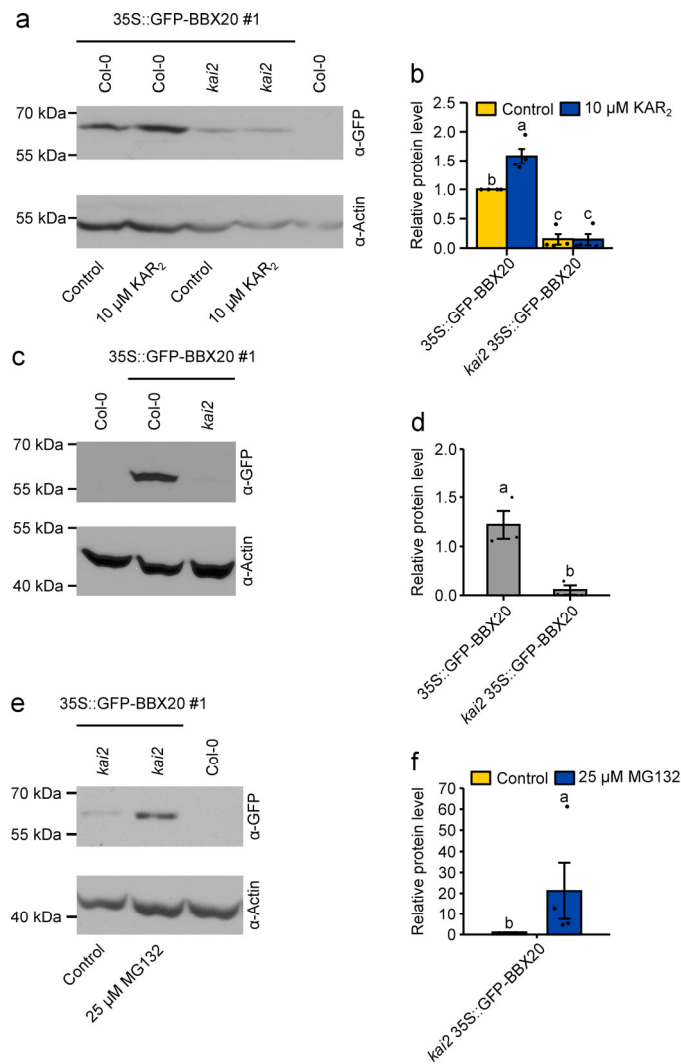 a
35S::GFP-BBX20 #1
Col-0 Col-0 kai2 kai2 Col-0
70 kDa
55 kDa
α-GFP
55 kDa
α-Actin
Control 10 µM KAR₂ Control 10 µM KAR₂
b
Control 10 µM KAR₂
Relative protein level
2.5
2.0
1.5
1.0
0.5
0.0
b a c c
35S::GFP-BBX20 kai2 35S::GFP-BBX20
c
35S::GFP-BBX20 #1
Col-0 Col-0 kai2
70 kDa
55 kDa
α-GFP
55 kDa
40 kDa
α-Actin
d
Relative protein level
2.0
1.5
1.0
0.0
a b
35S::GFP-BBX20 kai2 35S::GFP-BBX20
e
35S::GFP-BBX20 #1
kai2 kai2 Col-0
70 kDa
55 kDa
α-GFP
40 kDa
α-Actin
Control 25 µM MG132
f
Control 25 µM MG132
Relative protein level
70
60
50
40
30
20
10
0
b a
kai2 35S::GFP-BBX20